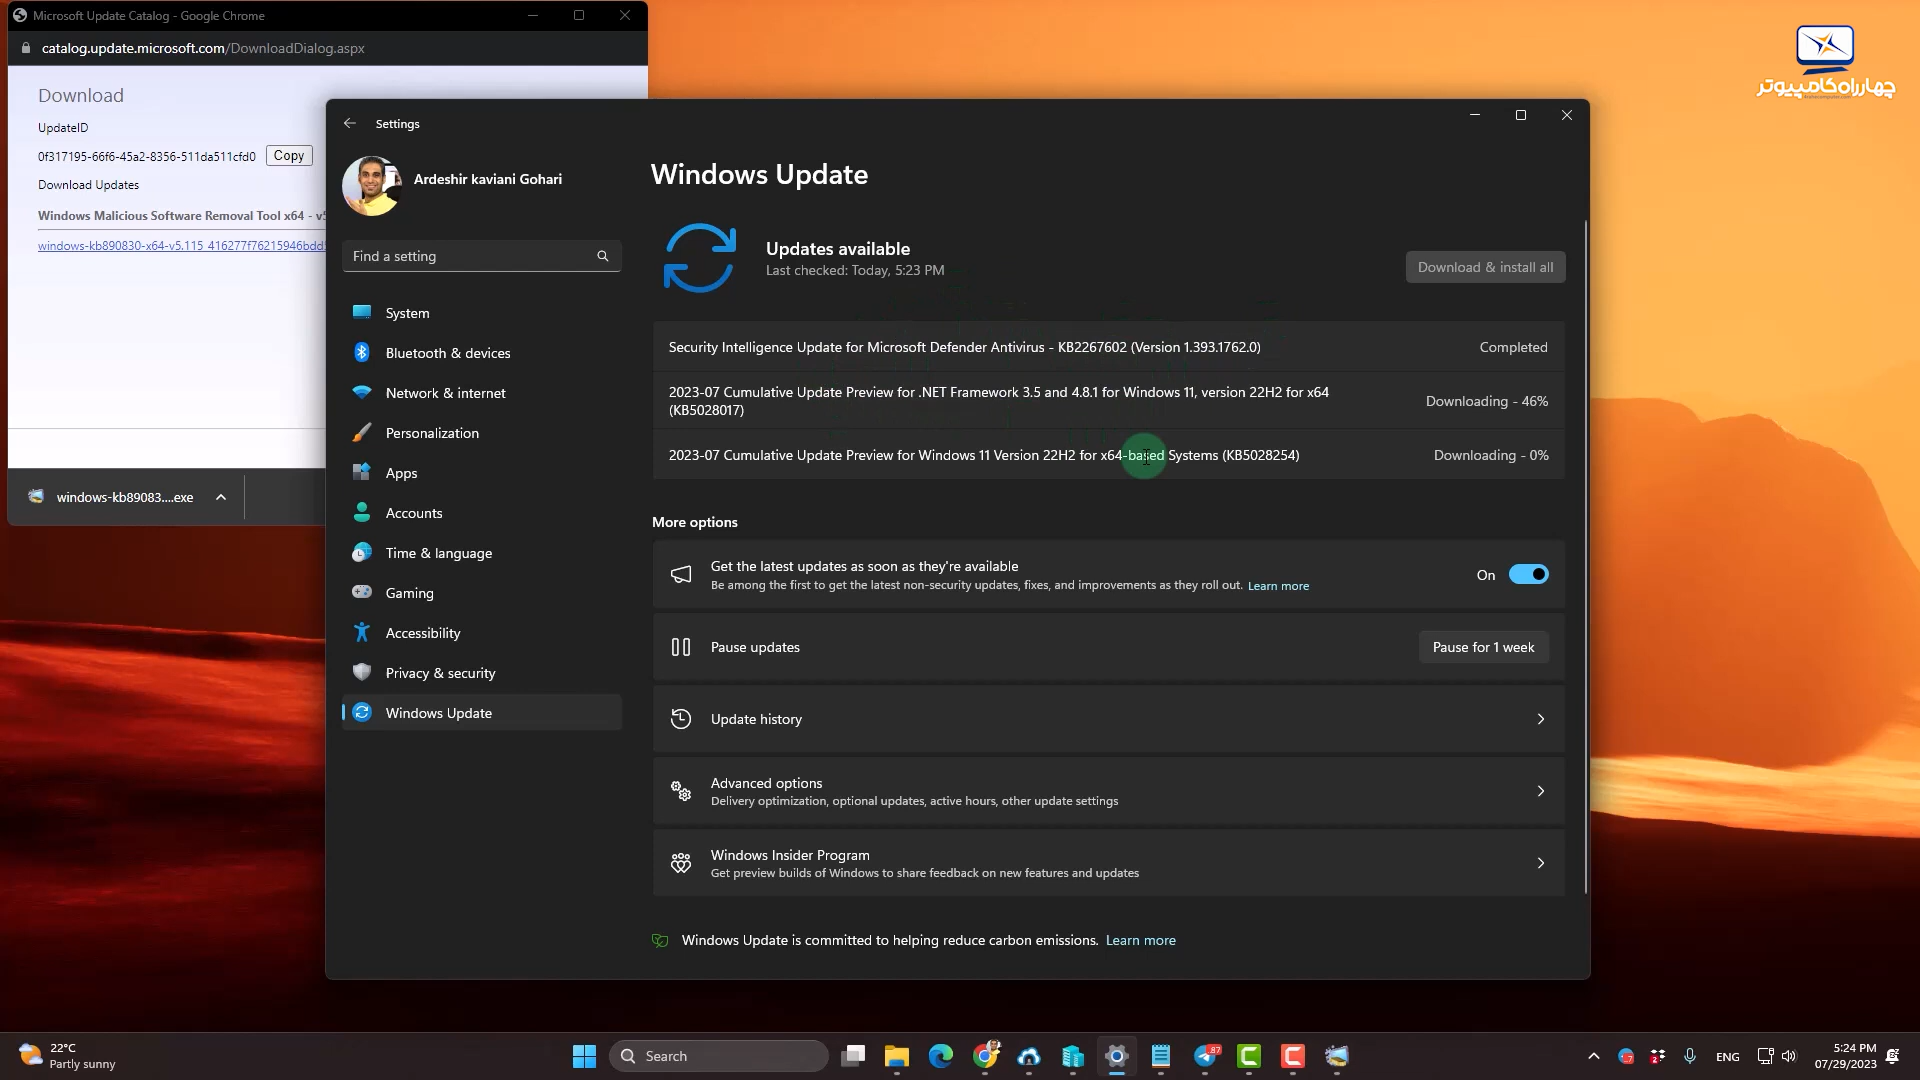 Microsoft Update Catalog - Google Chrome
catalog.update.microsoft.com/DownloadDialog.aspx
Download
UpdateID
0f317195-66f6-45a2-8356-511da511cfd0
Copy
Download Updates
Windows Malicious Software Removal Tool x64 - v5
windows-kb890830-x64-v5.115_416277f76215946bdd
windows-kb89083....exe
چهارراه‌کامپیوتر
Settings
Ardeshir kaviani Gohari
Find a setting
System
Bluetooth & devices
Network & internet
Personalization
Apps
Accounts
Time & language
Gaming
Accessibility
Privacy & security
Windows Update
Windows Update
Updates available
Last checked: Today, 5:23 PM
Download & install all
Security Intelligence Update for Microsoft Defender Antivirus - KB2267602 (Version 1.393.1762.0)
Completed
2023-07 Cumulative Update Preview for .NET Framework 3.5 and 4.8.1 for Windows 11, version 22H2 for x64
(KB5028017)
Downloading - 46%
2023-07 Cumulative Update Preview for Windows 11 Version 22H2 for x64-based Systems (KB5028254)
Downloading - 0%
More options
Get the latest updates as soon as they're available
Be among the first to get the latest non-security updates, fixes, and improvements as they roll out. Learn more
On
Pause updates
Pause for 1 week
Update history
Advanced options
Delivery optimization, optional updates, active hours, other update settings
Windows Insider Program
Get preview builds of Windows to share feedback on new features and updates
Windows Update is committed to helping reduce carbon emissions. Learn more
22°C
Partly sunny
Search
87
ENG
5:24 PM
07/29/2023